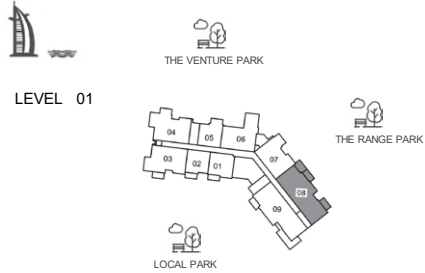 THE VENTURE PARK
LEVEL 01
THE RANGE PARK
04
05
06
03
02
01
07
08
09
LOCAL PARK